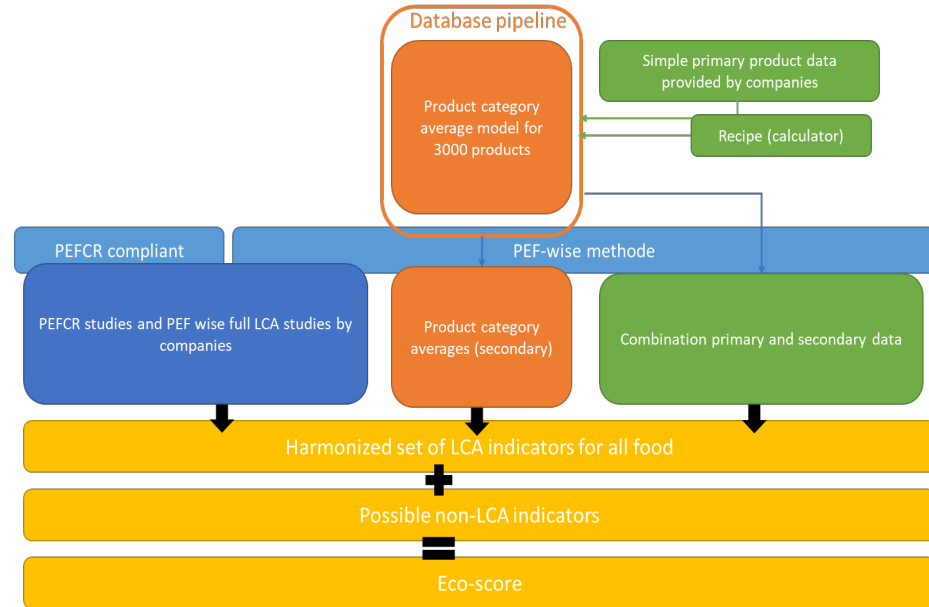 Database pipeline
Product category
average model for
3000 products
Simple primary product data
provided by companies
Recipe (calculator)
PEFCR compliant
PEF-wise methode
PEFCR studies and PEF wise full LCA studies by
companies
Product category
averages (secondary)
Combination primary and secondary data
Harmonized set of LCA indicators for all food
+
Possible non-LCA indicators
=
Eco-score